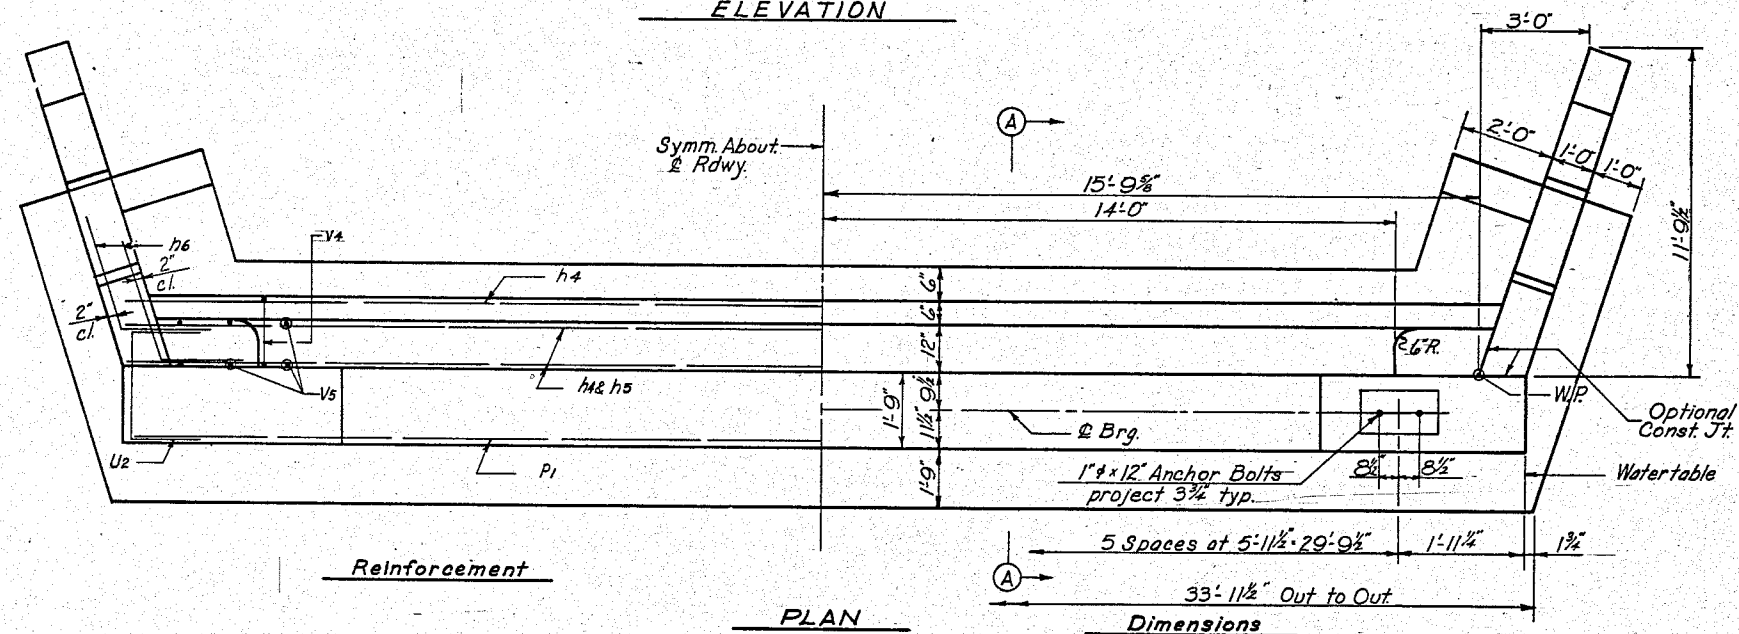 ELEVATION
3'-0"
A
Symm. About
℄ Rdwy.
2'-0"
1'-0"
1'-0"
15'-9⅝"
14'-0"
11'-9½"
V4
h6
2"
cl.
h4
6"
6"
12"
2"
cl.
6"R.
V5
h4 & h5
1'-9"
9½"
11½"
W.P.
Optional
Const. Jt.
℄ Brg.
U2
P1
1'-9"
1"φ x 12" Anchor Bolts
project 3¾" typ.
8½"
8½"
Watertable
5 Spaces at 5'-11½"=29'-9½"
1'-11¼"
1¾"
Reinforcement
A
33'-11½" Out to Out
PLAN
Dimensions